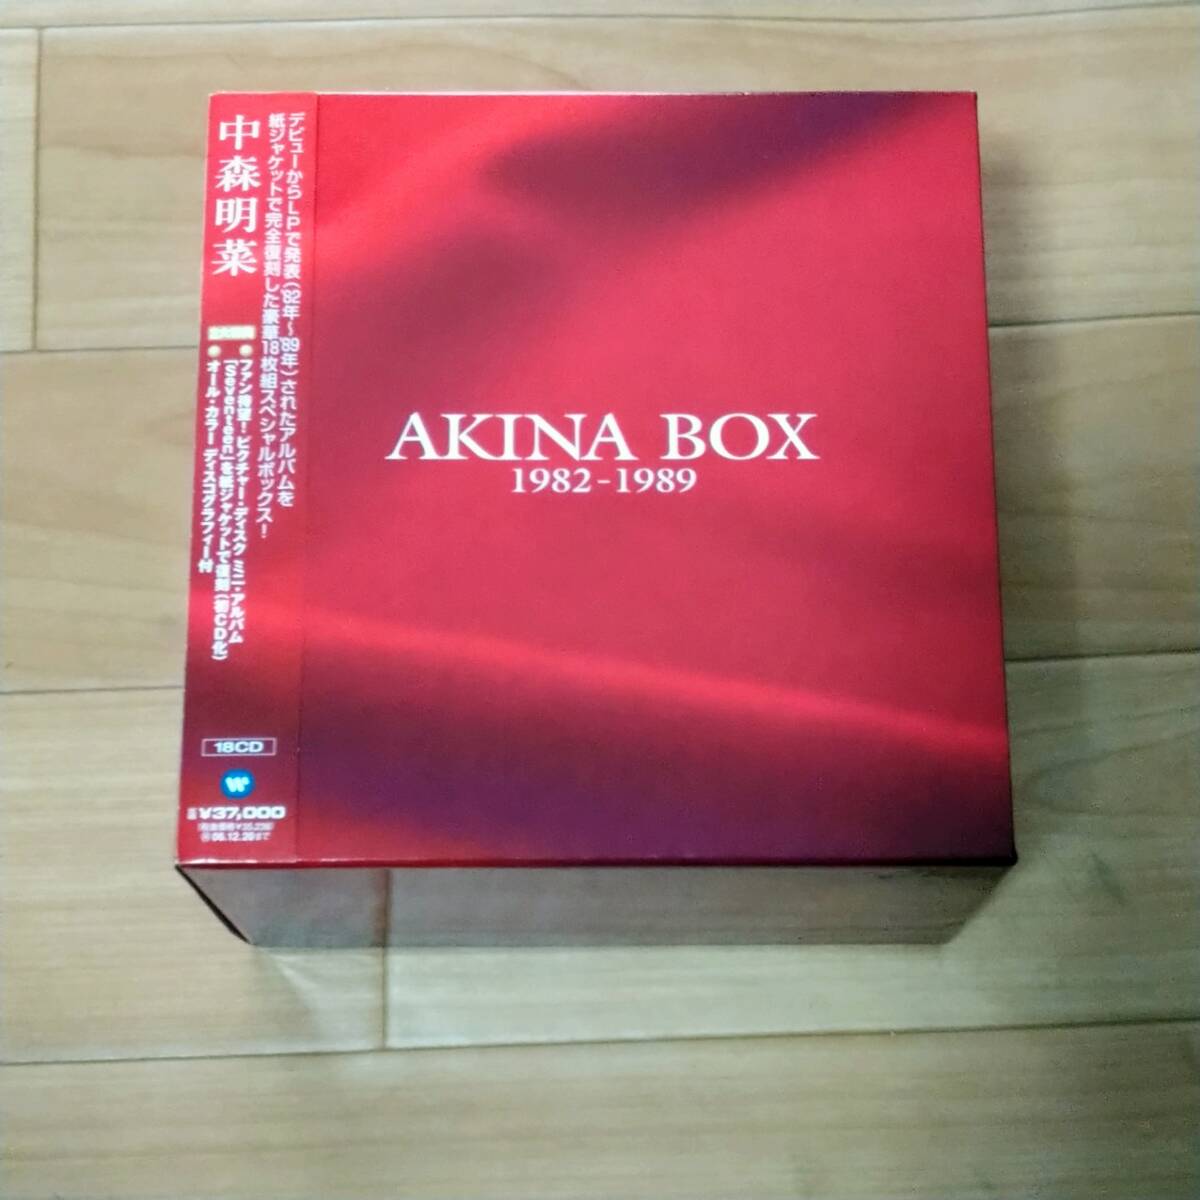 中森明菜
デビューからLPで発表('82年〜'89年)されたアルバムを
紙ジャケットで完全復刻した豪華18枚組スペシャルボックス!
ファン待望!ピクチャー・ディスク ミニ・アルバム
「Seventeen」を紙ジャケットで復刻(初CD化)
オール・カラー ディスコグラフィー付
18CD
¥37,000
06.12.20まで
AKINA BOX
1982-1989